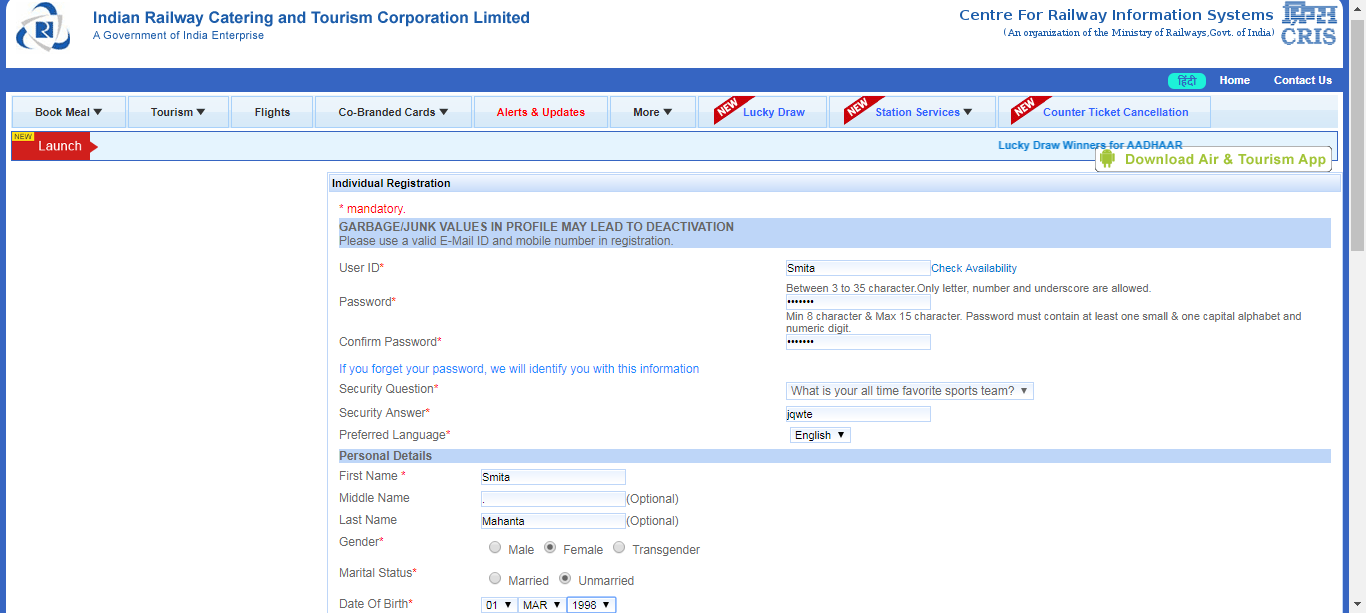 Indian Railway Catering and Tourism Corporation Limited
A Government of India Enterprise
Centre For Railway Information Systems
(An organization of the Ministry of Railways,Govt. of India)
क्रिस
CRIS
हिंदी Home Contact Us
Book Meal Tourism Flights Co-Branded Cards Alerts & Updates More NEW Lucky Draw NEW Station Services NEW Counter Ticket Cancellation
NEW
Launch
Lucky Draw Winners for AADHAAR
Download Air & Tourism App
Individual Registration
* mandatory.
GARBAGE/JUNK VALUES IN PROFILE MAY LEAD TO DEACTIVATION
Please use a valid E-Mail ID and mobile number in registration.
User ID* Smita Check Availability
Between 3 to 35 character.Only letter, number and underscore are allowed.
Password* •••••••
Min 8 character & Max 15 character. Password must contain at least one small & one capital alphabet and
numeric digit.
Confirm Password* •••••••
If you forget your password, we will identify you with this information
Security Question* What is your all time favorite sports team?
Security Answer* jqwte
Preferred Language* English
Personal Details
First Name * Smita
Middle Name . (Optional)
Last Name Mahanta (Optional)
Gender* Male Female Transgender
Marital Status* Married Unmarried
Date Of Birth* 01 MAR 1998